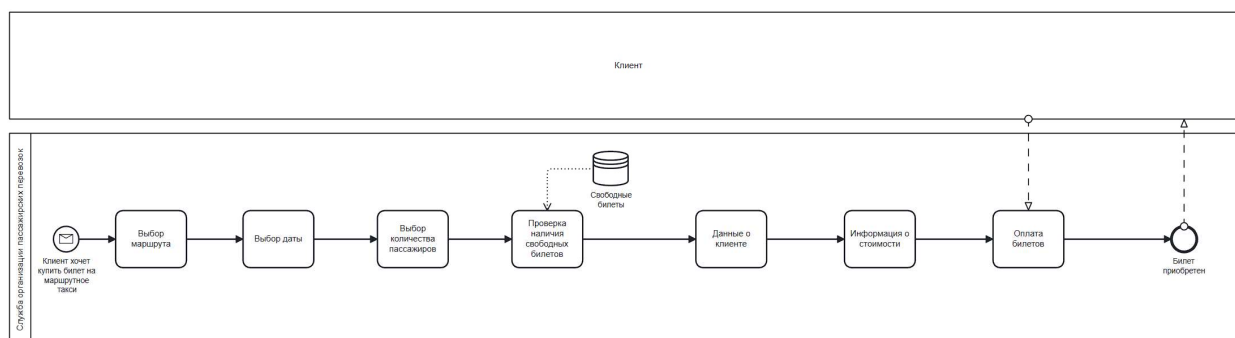 Клиент
Служба организации пассажирских перевозок
Клиент хочет
купить билет на
маршрутное
такси
Выбор
маршрута
Выбор даты
Выбор
количества
пассажиров
Проверка
наличия
свободных
билетов
Свободные
билеты
Данные о
клиенте
Информация о
стоимости
Оплата
билетов
Билет
приобретен